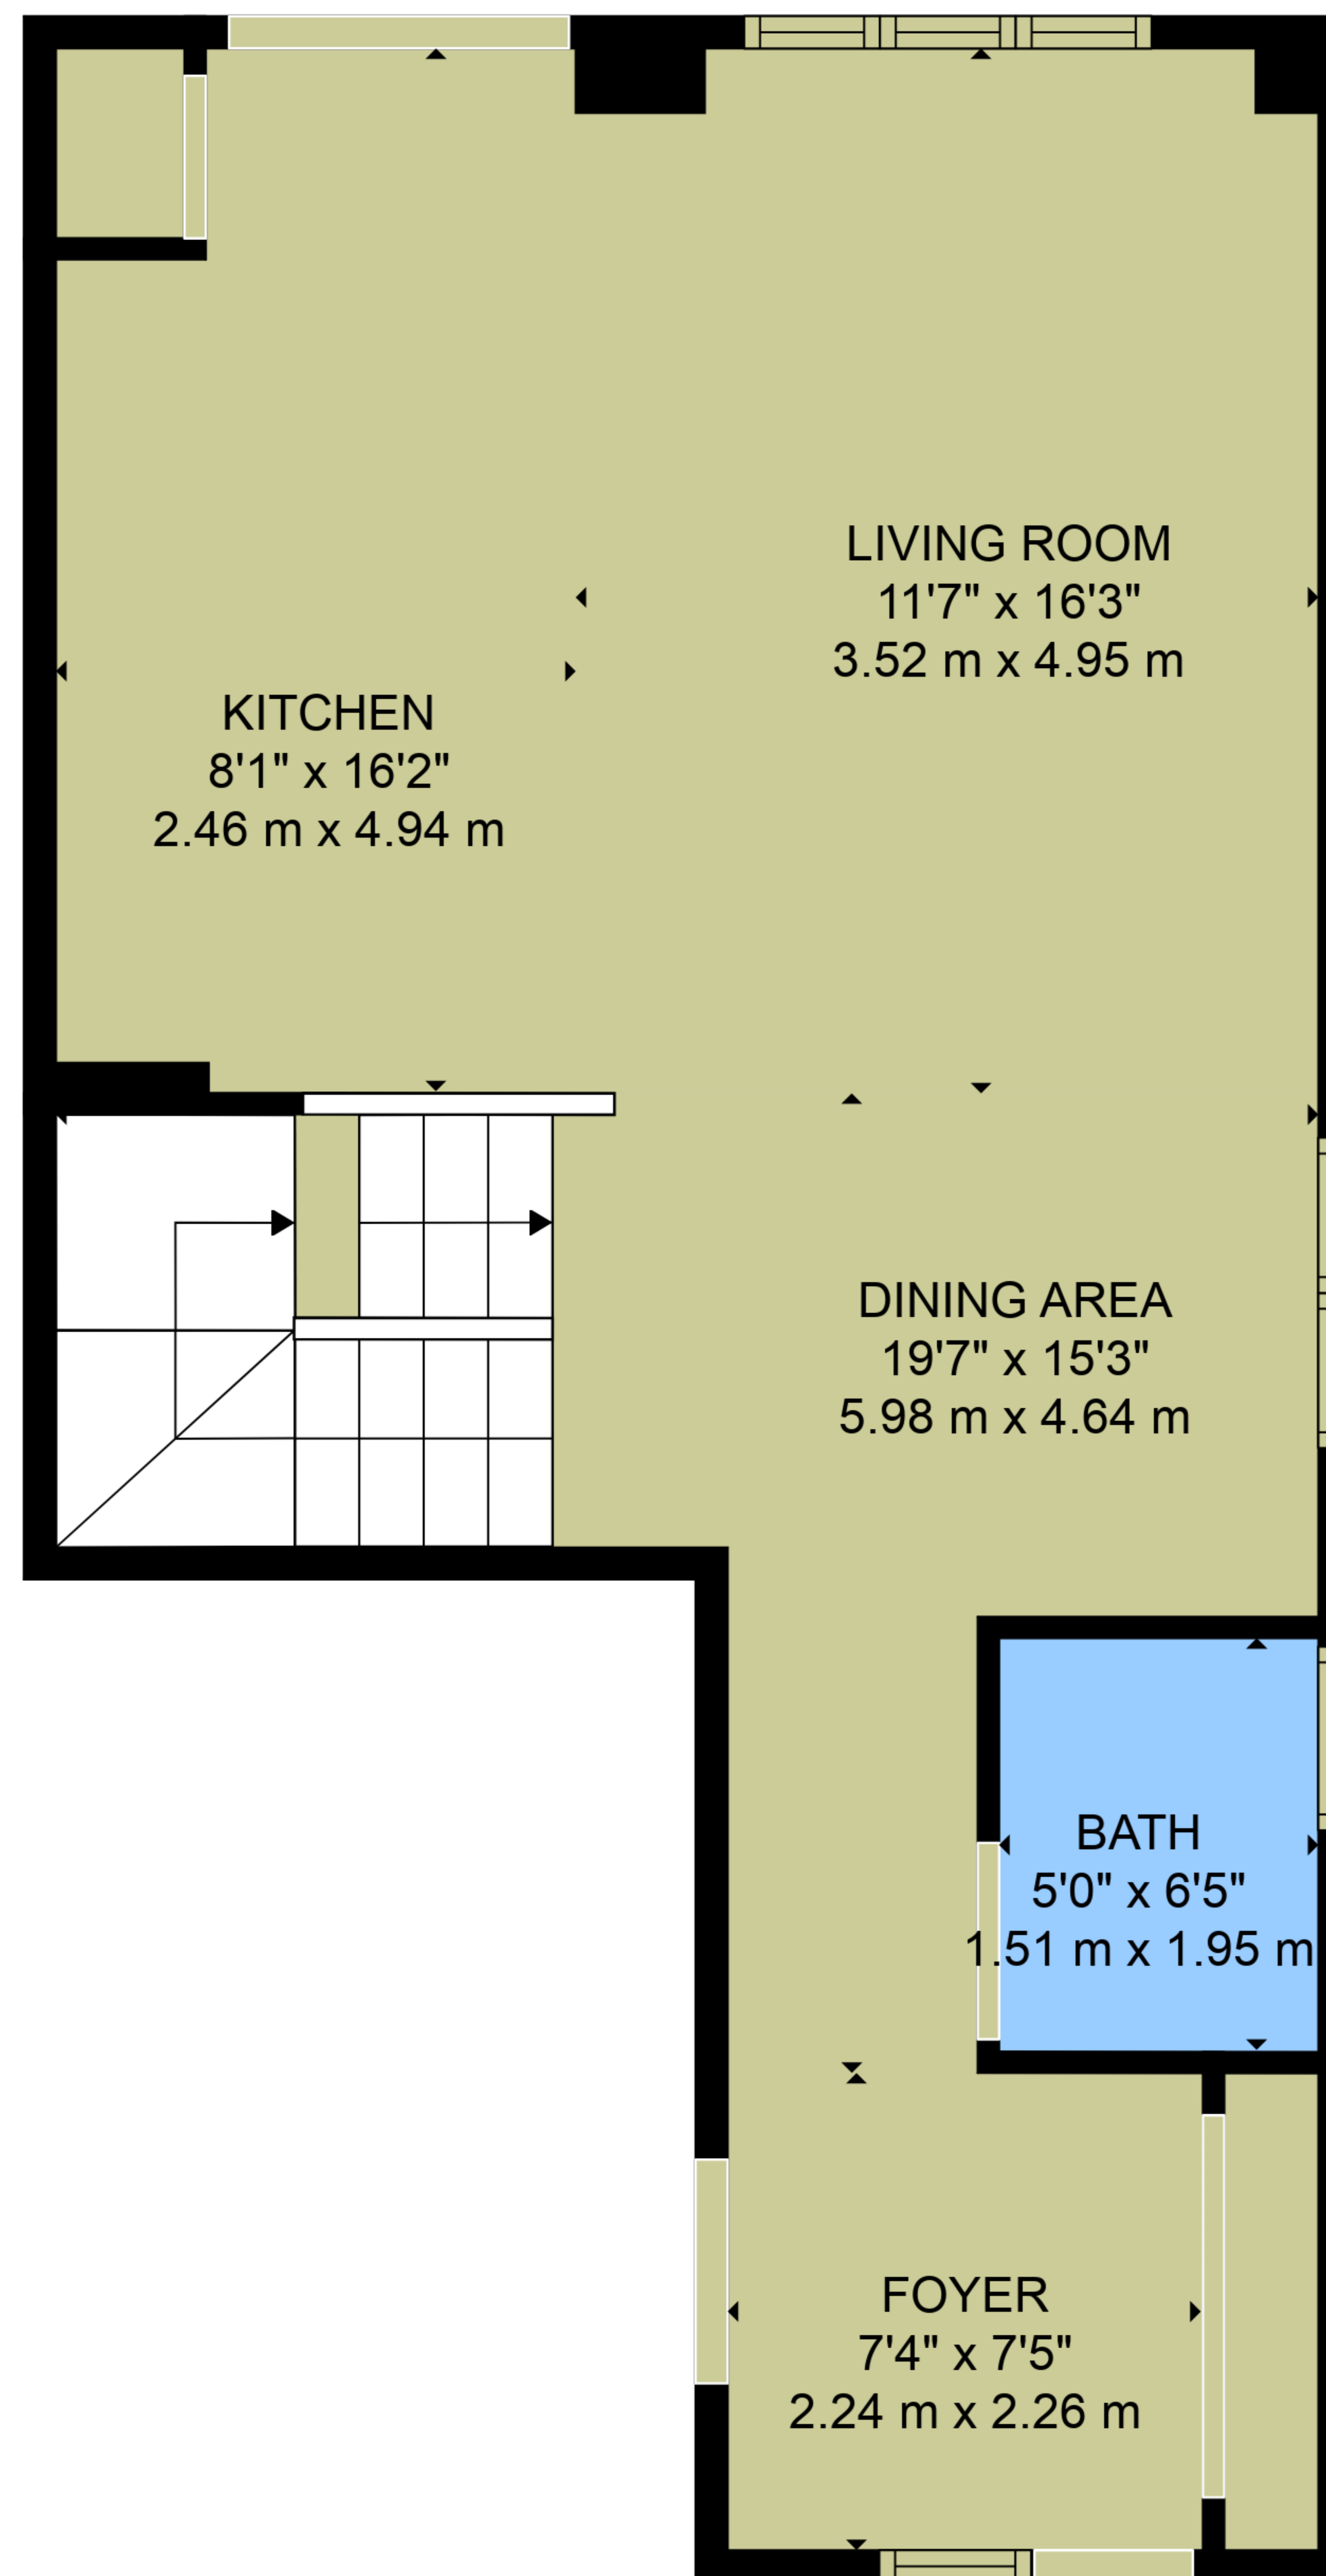 LIVING ROOM
11'7" x 16'3"
3.52 m x 4.95 m
KITCHEN
8'1" x 16'2"
2.46 m x 4.94 m
DINING AREA
19'7" x 15'3"
5.98 m x 4.64 m
BATH
5'0" x 6'5"
1.51 m x 1.95 m
FOYER
7'4" x 7'5"
2.24 m x 2.26 m